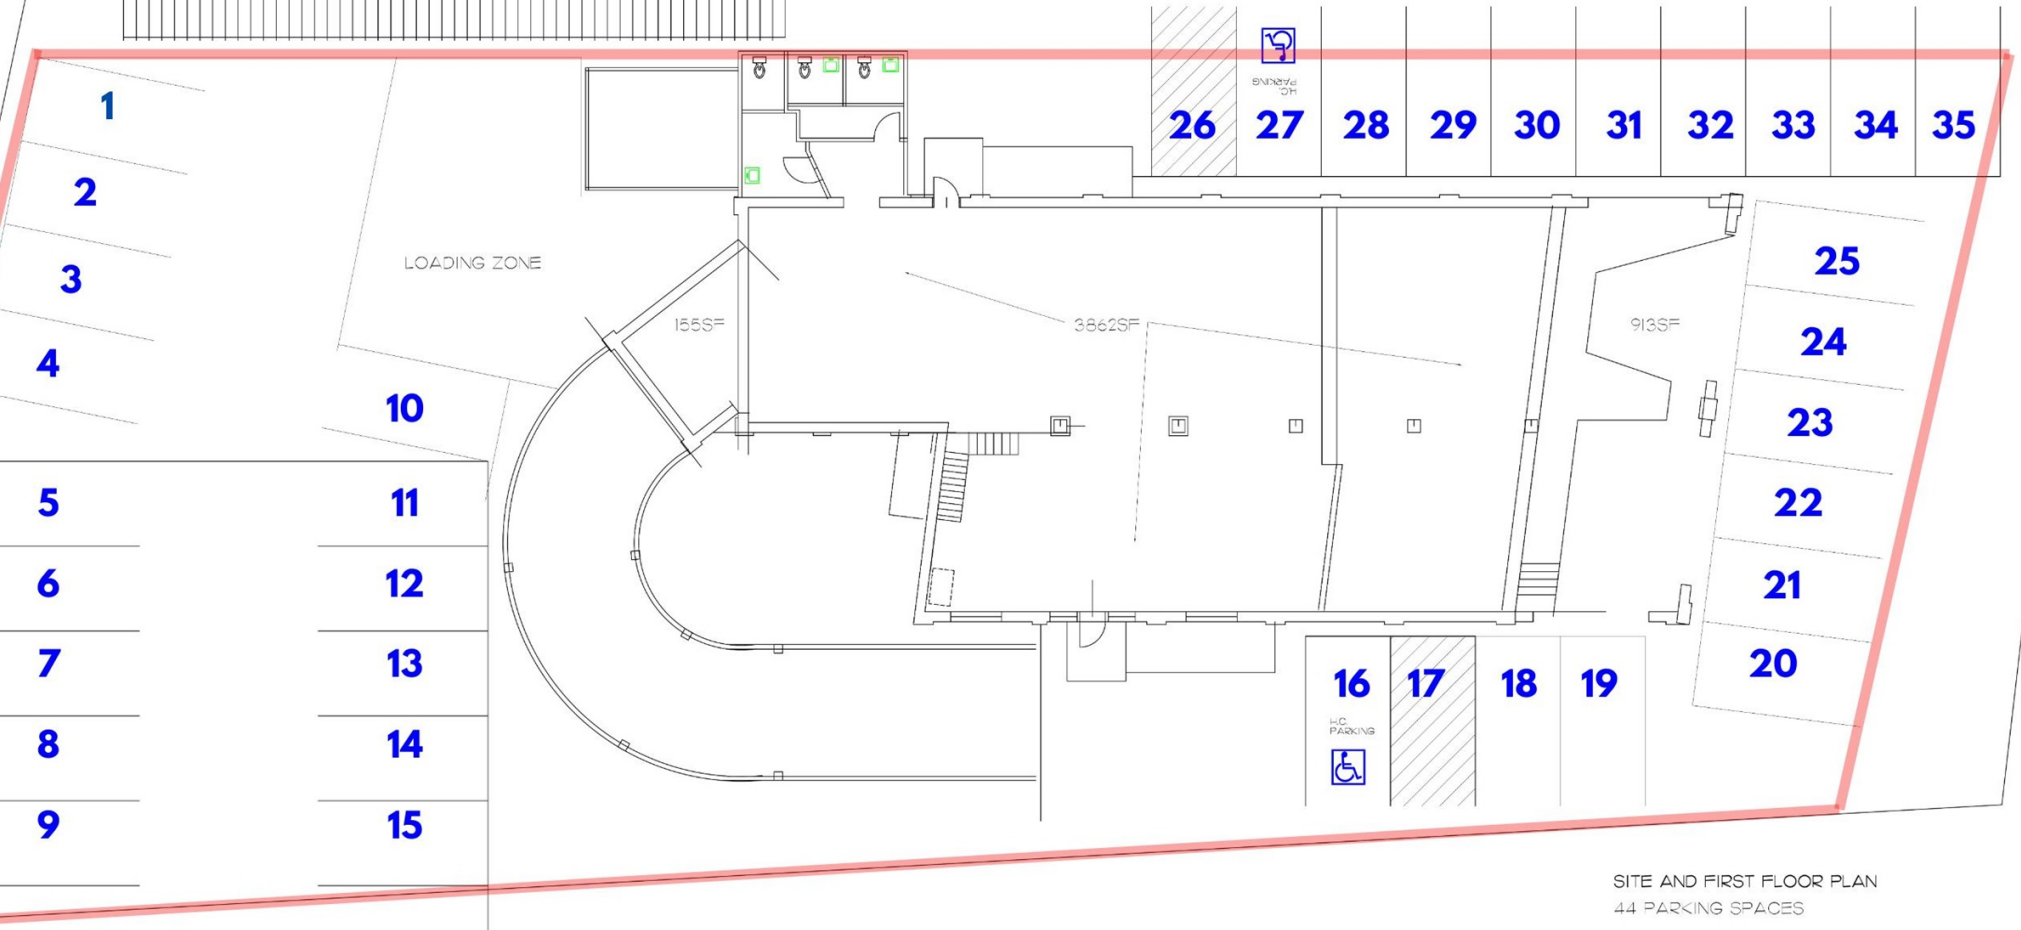 1
2
3
4
5
6
7
8
9
10
11
12
13
14
15
LOADING ZONE
155SF
3862SF
913SF
H.C.
PARKING
26 27 28 29 30 31 32 33 34 35
25
24
23
22
21
20
16 17 18 19
H.C.
PARKING
SITE AND FIRST FLOOR PLAN
44 PARKING SPACES